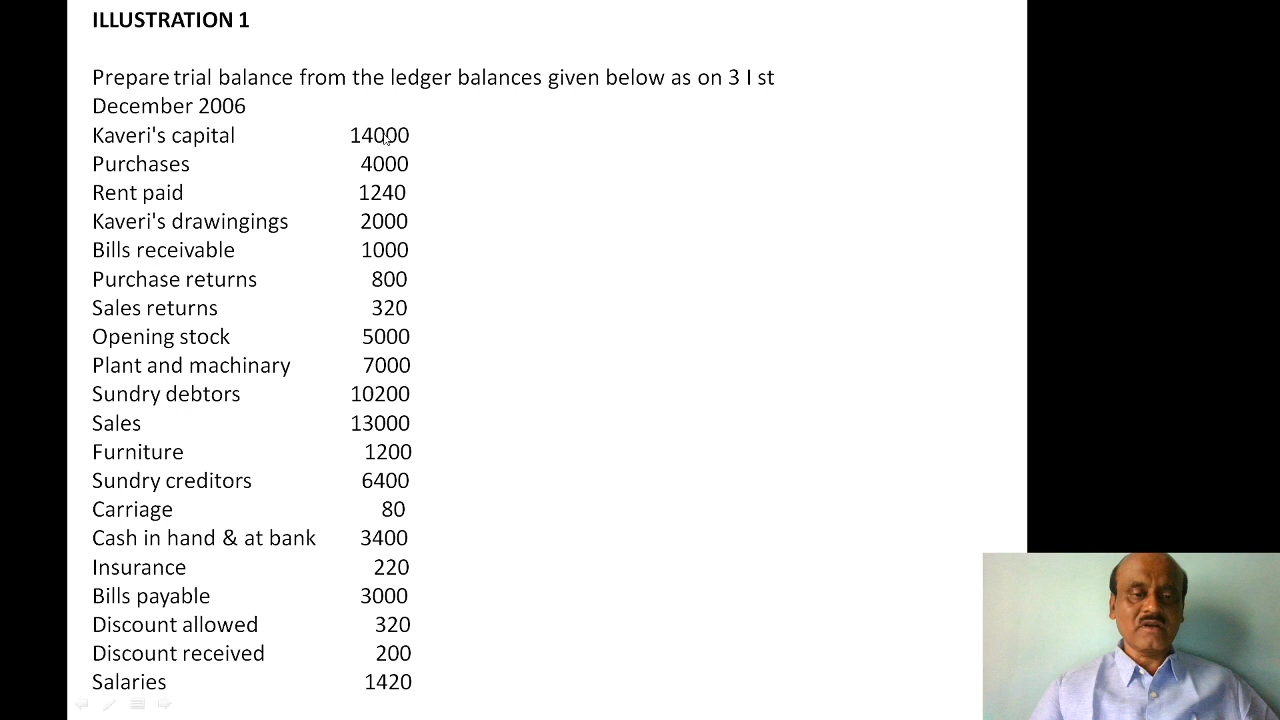 ILLUSTRATION 1
Prepare trial balance from the ledger balances given below as on 3 I st
December 2006
Kaveri's capital 14000
Purchases 4000
Rent paid 1240
Kaveri's drawingings 2000
Bills receivable 1000
Purchase returns 800
Sales returns 320
Opening stock 5000
Plant and machinary 7000
Sundry debtors 10200
Sales 13000
Furniture 1200
Sundry creditors 6400
Carriage 80
Cash in hand & at bank 3400
Insurance 220
Bills payable 3000
Discount allowed 320
Discount received 200
Salaries 1420